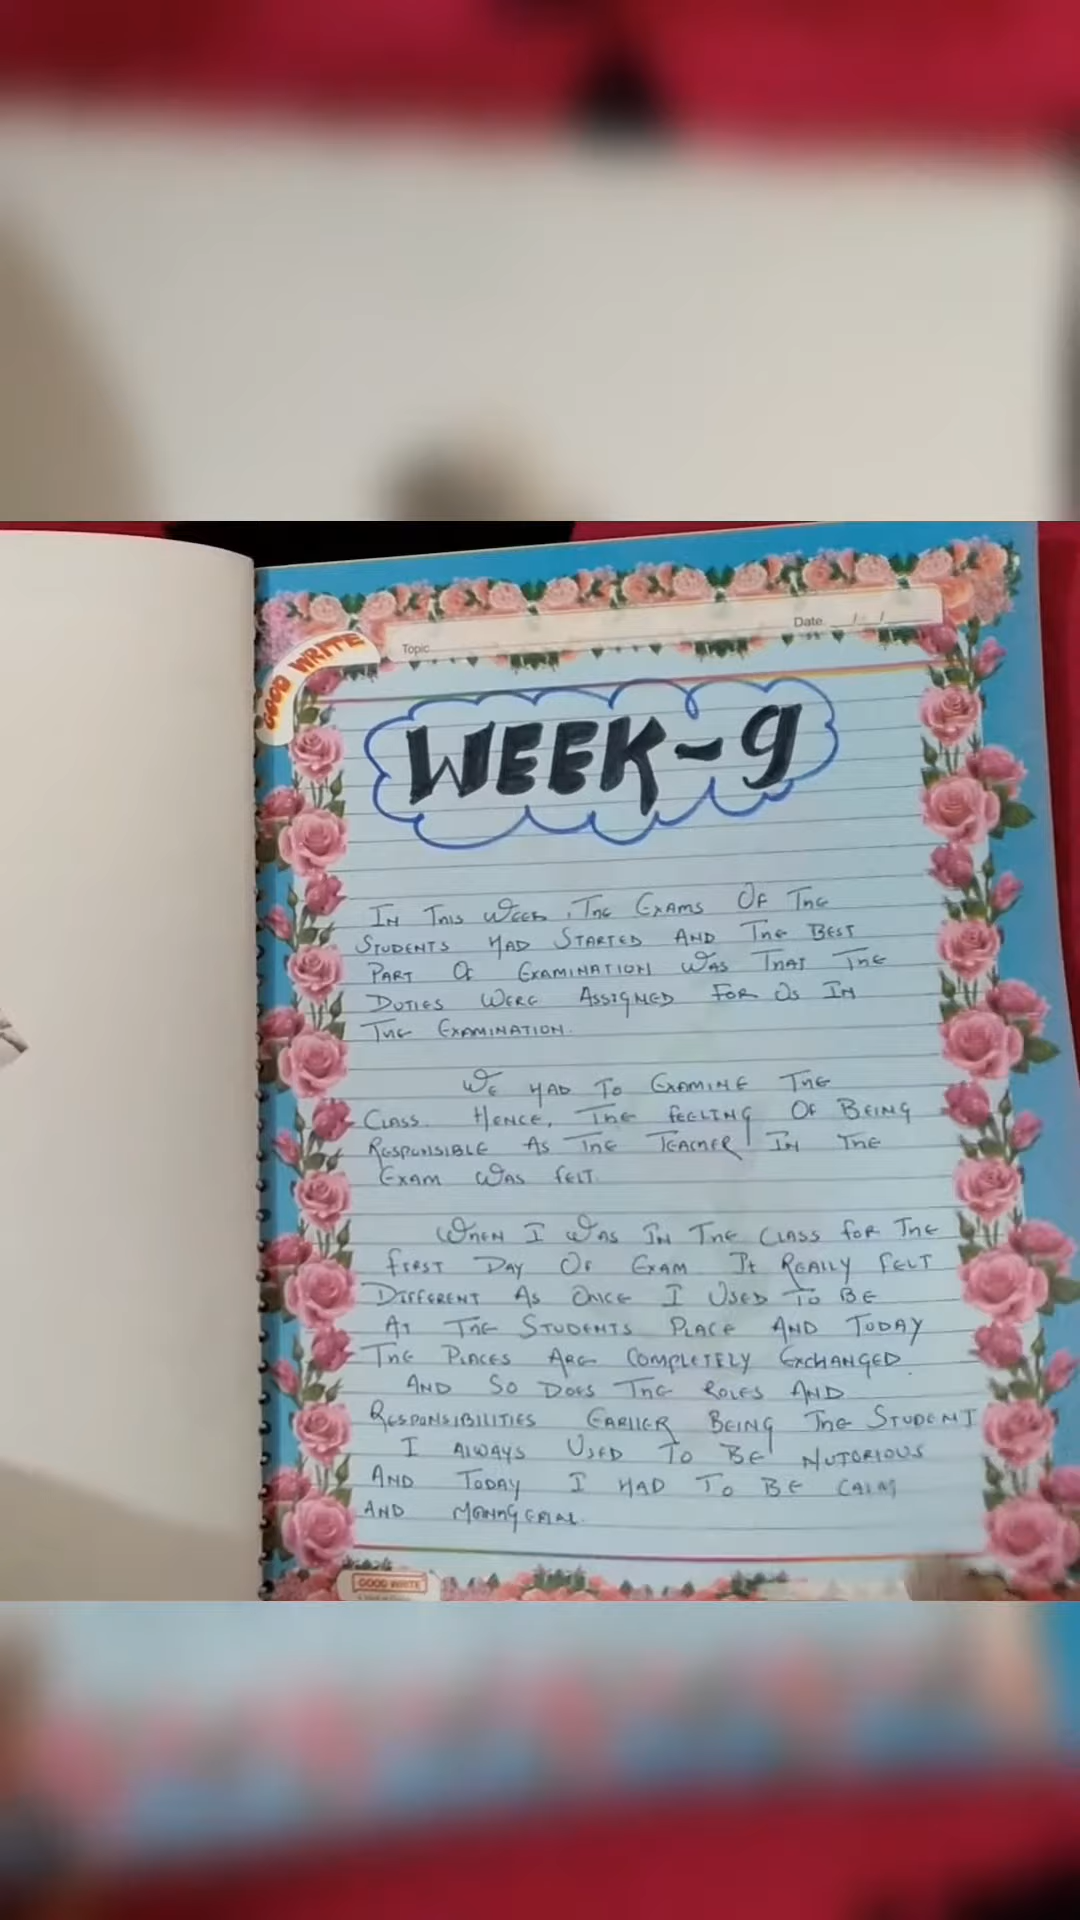 GOOD WRITE
Topic
Date __/__/__
WEEK-9
IN THIS WEEK, THE EXAMS OF THE
STUDENTS HAD STARTED AND THE BEST
PART OF EXAMINATION WAS THAT THE
DUTIES WERE ASSIGNED FOR US IN
THE EXAMINATION.
WE HAD TO EXAMINE THE
CLASS. HENCE, THE FEELING OF BEING
RESPONSIBLE AS THE TEACHER IN THE
EXAM WAS FELT.
WHEN I WAS IN THE CLASS FOR THE
FIRST DAY OF EXAM It REALLY FELT
DIFFERENT AS ONCE I USED TO BE
AT THE STUDENTS PLACE AND TODAY
THE PLACES ARE COMPLETELY EXCHANGED.
AND SO DOES THE ROLES AND
RESPONSIBILITIES EARLIER BEING THE STUDENT
I ALWAYS USED TO BE NUTORIOUS
AND TODAY I HAD TO BE CALM
AND MANAGERIAL.
GOOD WRITE